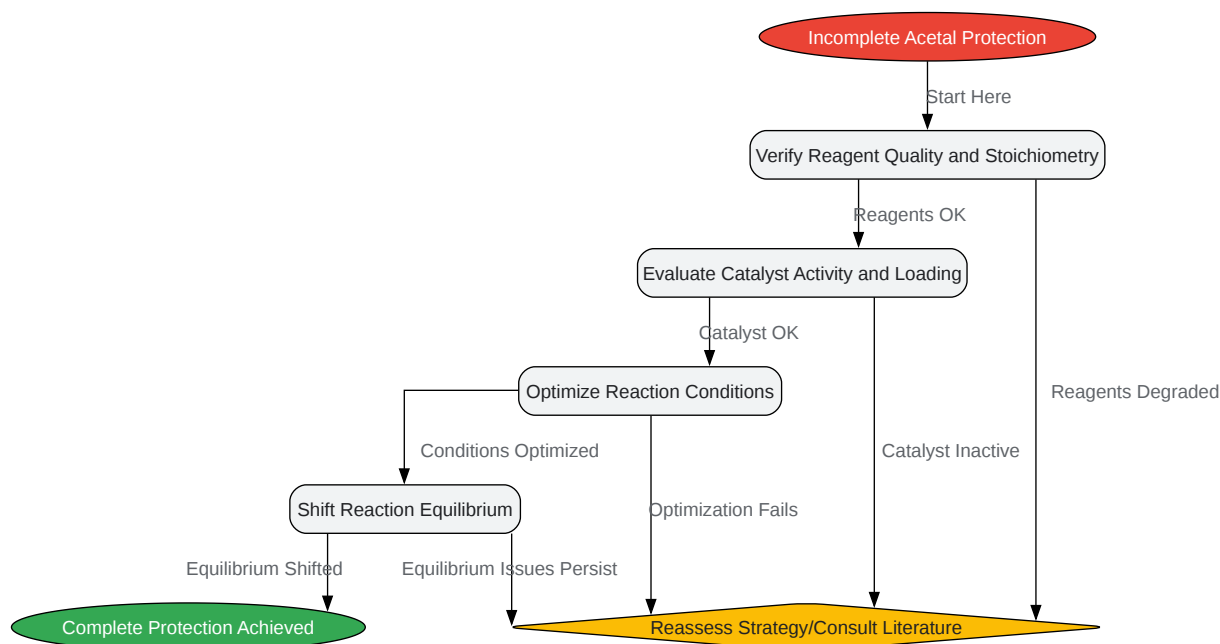 Incomplete Acetal Protection
Start Here
Verify Reagent Quality and Stoichiometry
Reagents OK
Evaluate Catalyst Activity and Loading
Catalyst OK
Optimize Reaction Conditions
Reagents Degraded
Conditions Optimized
Catalyst Inactive
Shift Reaction Equilibrium
Optimization Fails
Equilibrium Shifted
Equilibrium Issues Persist
Complete Protection Achieved
Reassess Strategy/Consult Literature